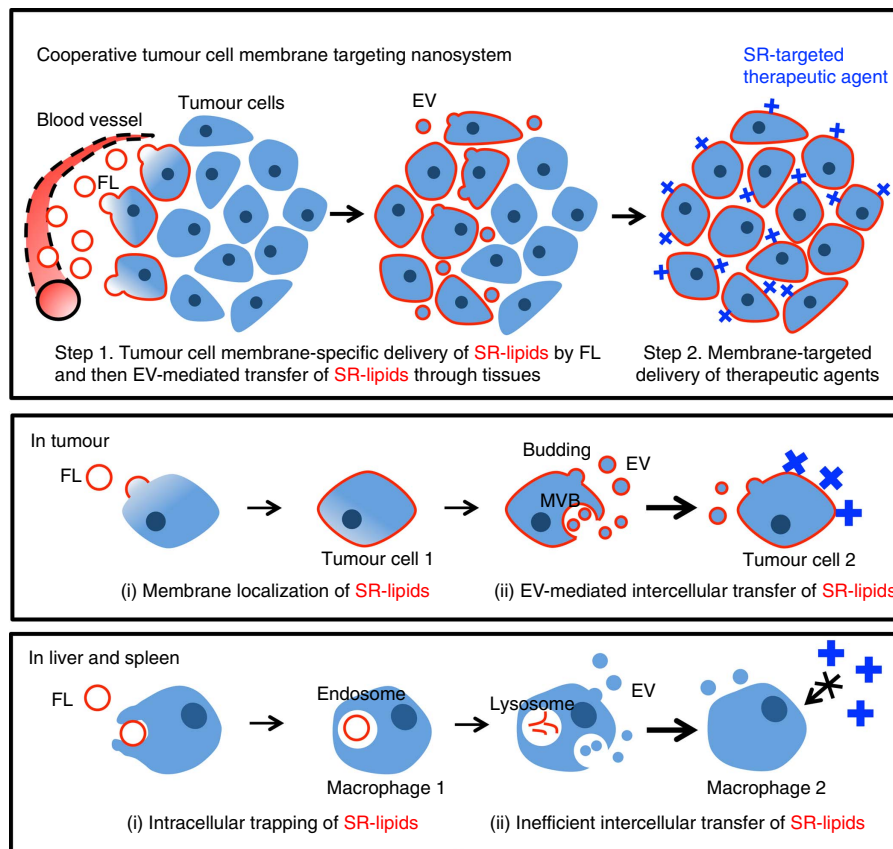 Cooperative tumour cell membrane targeting nanosystem
SR-targeted
therapeutic agent
Tumour cells
EV
Blood vessel
FL
Step 1. Tumour cell membrane-specific delivery of SR-lipids by FL
and then EV-mediated transfer of SR-lipids through tissues
Step 2. Membrane-targeted
delivery of therapeutic agents
In tumour
FL
Budding
EV
MVB
Tumour cell 1
Tumour cell 2
(i) Membrane localization of SR-lipids
(ii) EV-mediated intercellular transfer of SR-lipids
In liver and spleen
FL
Endosome
Lysosome
EV
Macrophage 1
Macrophage 2
(i) Intracellular trapping of SR-lipids
(ii) Inefficient intercellular transfer of SR-lipids